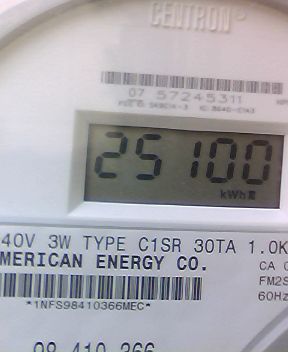 CENTRON®
07 57245311
25100
kWh
40V 3W TYPE C1SR 30TA 1.0K
MERICAN ENERGY CO.
CA
FM2S
60Hz
*1NFS98410366MEC*
98 410 366